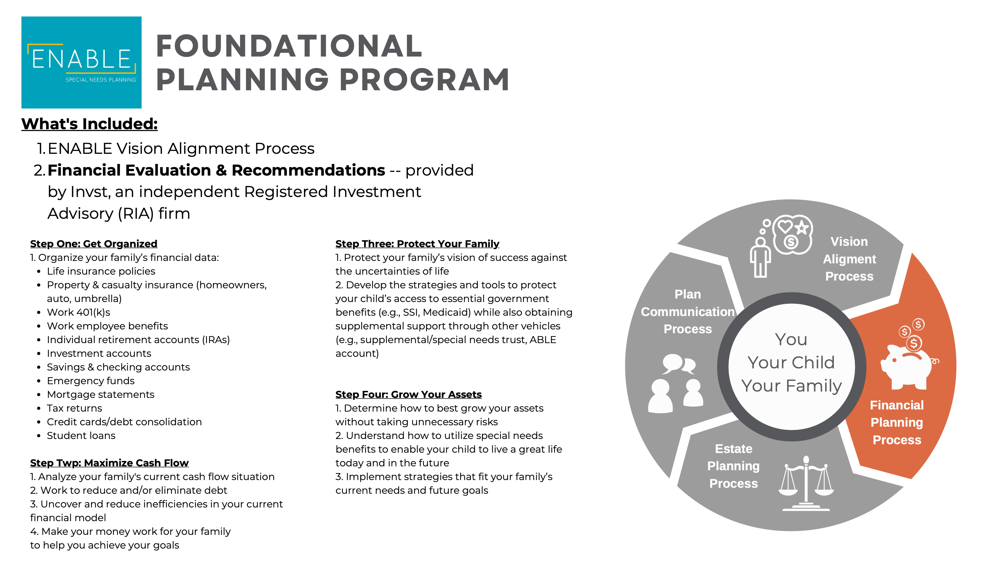 ENABLE
SPECIAL NEEDS PLANNING
FOUNDATIONAL
PLANNING PROGRAM
What's Included:
1. ENABLE Vision Alignment Process
2. Financial Evaluation & Recommendations -- provided
by Invst, an independent Registered Investment
Advisory (RIA) firm
Step One: Get Organized
1. Organize your family’s financial data:
• Life insurance policies
• Property & casualty insurance (homeowners,
auto, umbrella)
• Work 401(k)s
• Work employee benefits
• Individual retirement accounts (IRAs)
• Investment accounts
• Savings & checking accounts
• Emergency funds
• Mortgage statements
• Tax returns
• Credit cards/debt consolidation
• Student loans
Step Twp: Maximize Cash Flow
1. Analyze your family's current cash flow situation
2. Work to reduce and/or eliminate debt
3. Uncover and reduce inefficiencies in your current
financial model
4. Make your money work for your family
to help you achieve your goals
Step Three: Protect Your Family
1. Protect your family’s vision of success against
the uncertainties of life
2. Develop the strategies and tools to protect
your child’s access to essential government
benefits (e.g., SSI, Medicaid) while also obtaining
supplemental support through other vehicles
(e.g., supplemental/special needs trust, ABLE
account)
Step Four: Grow Your Assets
1. Determine how to best grow your assets
without taking unnecessary risks
2. Understand how to utilize special needs
benefits to enable your child to live a great life
today and in the future
3. Implement strategies that fit your family’s
current needs and future goals
Vision
Aligment
Process
Financial
Planning
Process
Estate
Planning
Process
Plan
Communication
Process
You
Your Child
Your Family